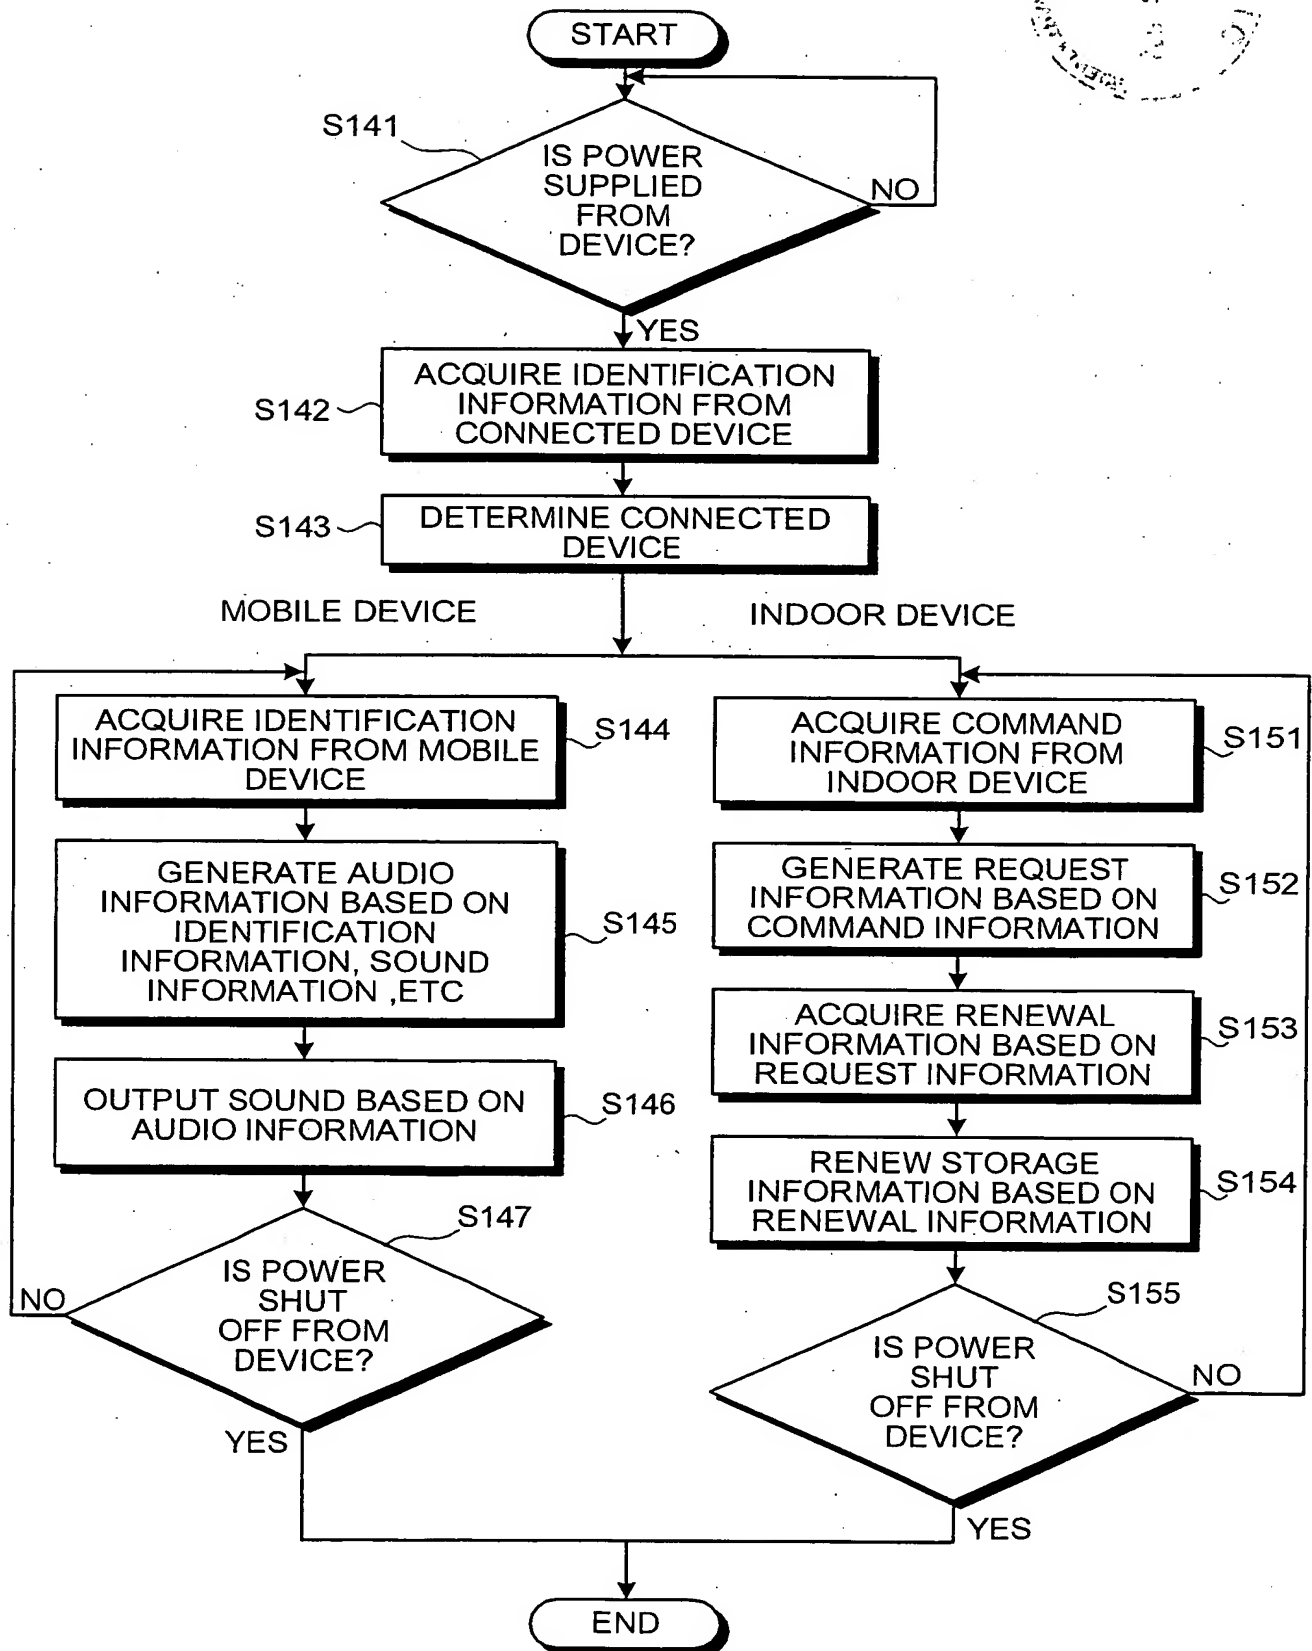 START
S141
IS POWER
SUPPLIED
FROM
DEVICE?
NO
YES
S142
ACQUIRE IDENTIFICATION
INFORMATION FROM
CONNECTED DEVICE
S143
DETERMINE CONNECTED
DEVICE
MOBILE DEVICE
INDOOR DEVICE
ACQUIRE IDENTIFICATION
INFORMATION FROM MOBILE
DEVICE
S144
GENERATE AUDIO
INFORMATION BASED ON
IDENTIFICATION
INFORMATION, SOUND
INFORMATION ,ETC
S145
OUTPUT SOUND BASED ON
AUDIO INFORMATION
S146
S147
IS POWER
SHUT
OFF FROM
DEVICE?
NO
YES
ACQUIRE COMMAND
INFORMATION FROM
INDOOR DEVICE
S151
GENERATE REQUEST
INFORMATION BASED ON
COMMAND INFORMATION
S152
ACQUIRE RENEWAL
INFORMATION BASED ON
REQUEST INFORMATION
S153
RENEW STORAGE
INFORMATION BASED ON
RENEWAL INFORMATION
S154
S155
IS POWER
SHUT
OFF FROM
DEVICE?
NO
YES
END